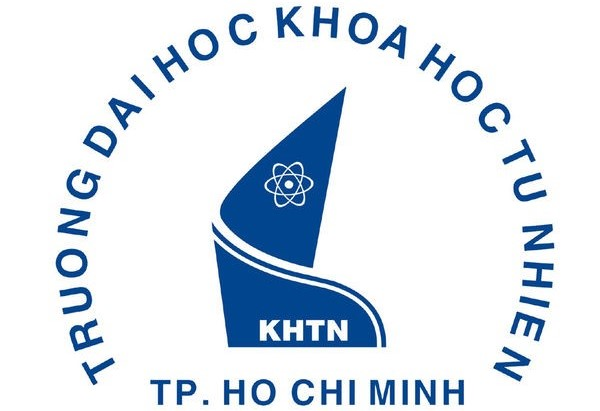 TRUONG DAI HOC KHOA HOC TU NHIEN
KHTN
TP. HO CHI MINH